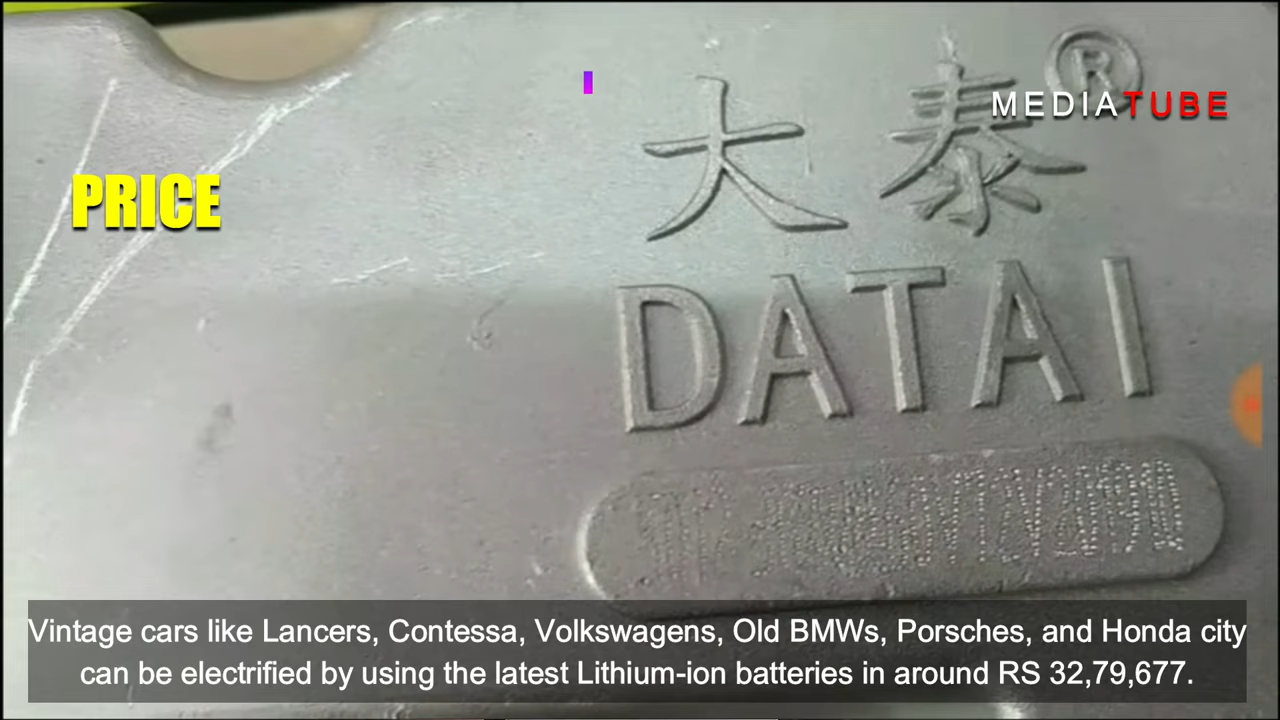 大泰®
MEDIATUBE
PRICE
DATAI
Vintage cars like Lancers, Contessa, Volkswagens, Old BMWs, Porsches, and Honda city
can be electrified by using the latest Lithium-ion batteries in around RS 32,79,677.